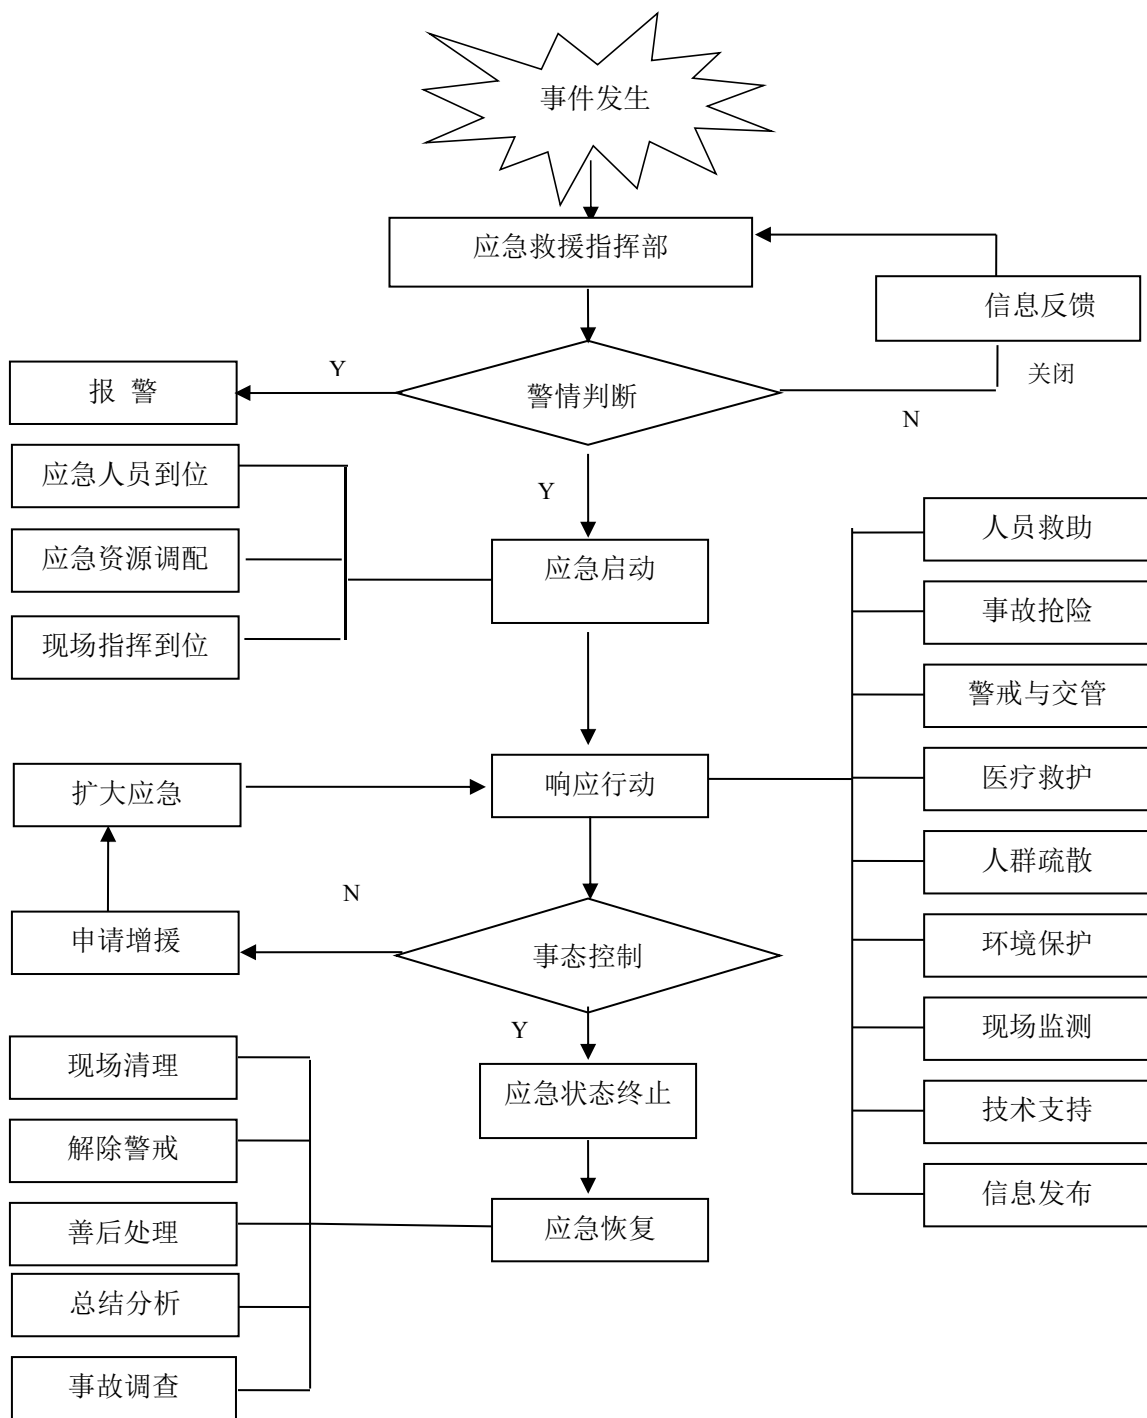 事件发生
应急救援指挥部
信息反馈
关闭
Y
报 警
警情判断
N
应急人员到位
Y
人员救助
应急资源调配
应急启动
事故抢险
现场指挥到位
警戒与交管
扩大应急
响应行动
医疗救护
人群疏散
N
申请增援
事态控制
环境保护
Y
现场监测
现场清理
应急状态终止
技术支持
解除警戒
信息发布
善后处理
应急恢复
总结分析
事故调查